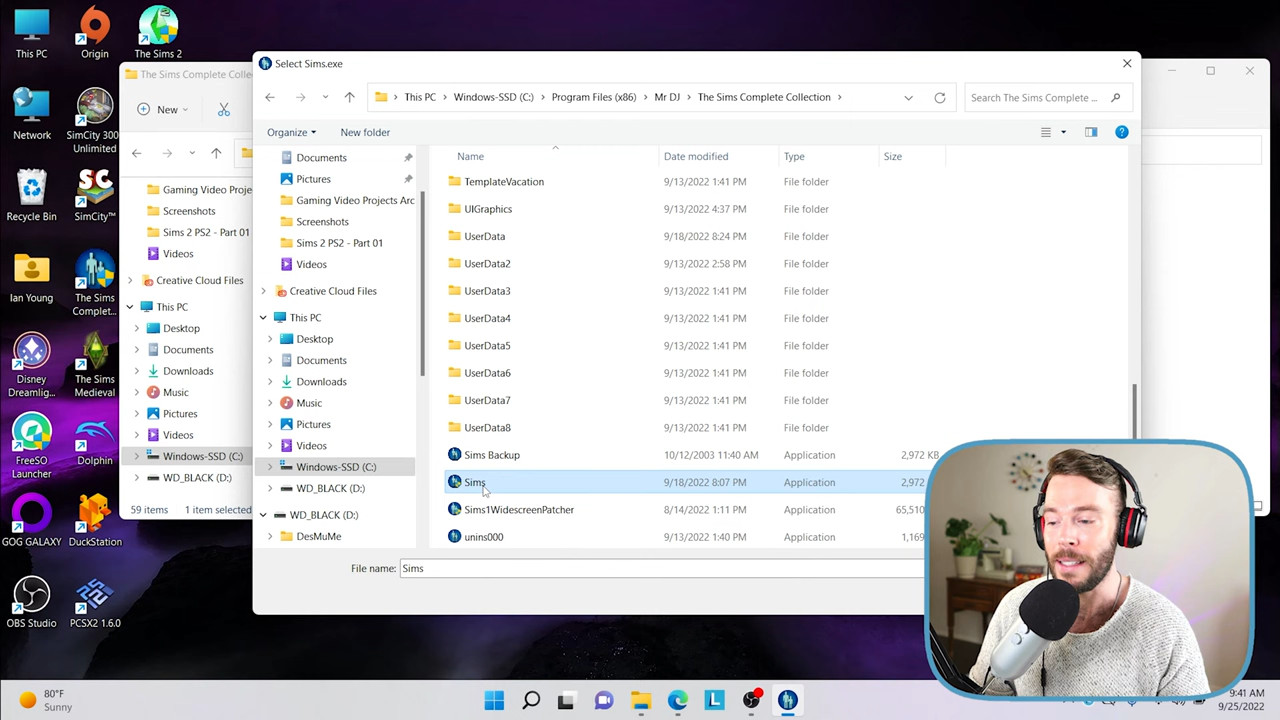 This PC
Origin
The Sims 2
Network
SimCity 300
Unlimited
Recycle Bin
SimCity™
Ian Young
The Sims
Complet...
Disney
Dreamlig...
The Sims
Medieval
FreeSO
Launcher
Dolphin
GOG GALAXY
DuckStation
OBS Studio
PCSX2 1.6.0
The Sims Complete Colle
New
Gaming Video Proje
Screenshots
Sims 2 PS2 - Part 01
Videos
Creative Cloud Files
This PC
Desktop
Documents
Downloads
Music
Pictures
Videos
Windows-SSD (C:)
WD_BLACK (D:)
59 items
1 item selected
Select Sims.exe
This PC > Windows-SSD (C:) > Program Files (x86) > Mr DJ > The Sims Complete Collection >
Search The Sims Complete ...
Organize
New folder
Documents
Pictures
Gaming Video Projects Arc
Screenshots
Sims 2 PS2 - Part 01
Videos
Creative Cloud Files
This PC
Desktop
Documents
Downloads
Music
Pictures
Videos
Windows-SSD (C:)
WD_BLACK (D:)
WD_BLACK (D:)
DesMuMe
Name Date modified Type Size
TemplateVacation 9/13/2022 1:41 PM File folder
UIGraphics 9/13/2022 4:37 PM File folder
UserData 9/18/2022 8:24 PM File folder
UserData2 9/13/2022 2:58 PM File folder
UserData3 9/13/2022 1:41 PM File folder
UserData4 9/13/2022 1:41 PM File folder
UserData5 9/13/2022 1:41 PM File folder
UserData6 9/13/2022 1:41 PM File folder
UserData7 9/13/2022 1:41 PM File folder
UserData8 9/13/2022 1:41 PM File folder
Sims Backup 10/12/2003 11:40 AM Application 2,972 KB
Sims 9/18/2022 8:07 PM Application 2,972
Sims1WidescreenPatcher 8/14/2022 1:11 PM Application 65,510
unins000 9/13/2022 1:40 PM Application 1,169
File name: Sims
80°F
Sunny
L
9:41 AM
9/25/2022